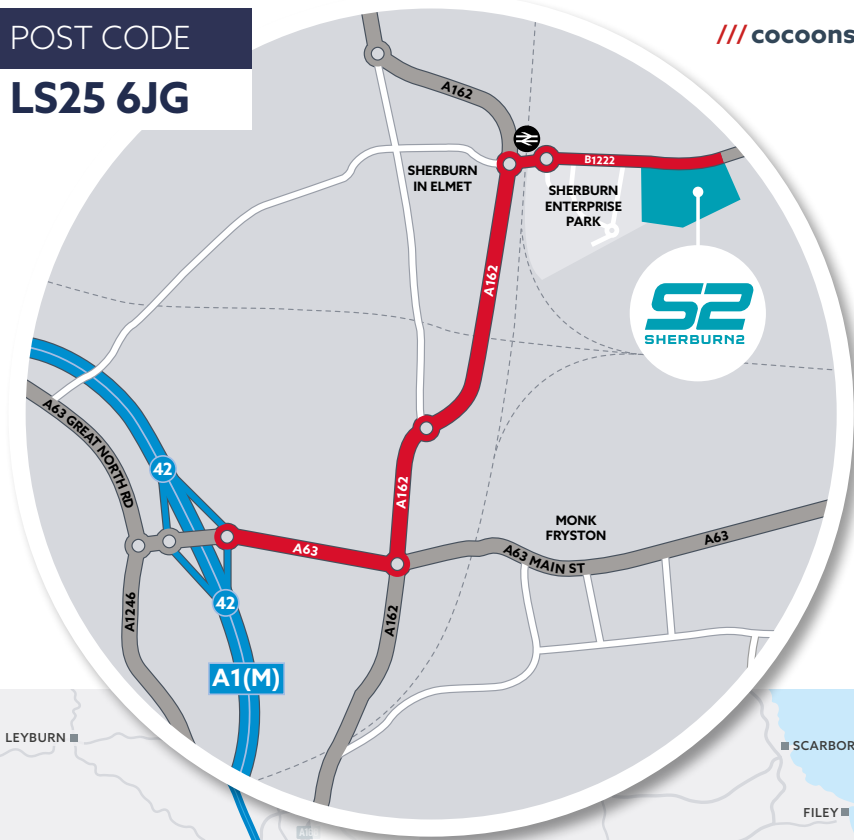 POST CODE
LS25 6JG
///cocoons
A162
B1222
SHERBURN
IN ELMET
SHERBURN
ENTERPRISE
PARK
A162
S2
SHERBURN2
A63 GREAT NORTH RD
42
A162
MONK
FRYSTON
A63
A63 MAIN ST
A63
42
A1246
A162
A1(M)
LEYBURN
SCARBOR
FILEY